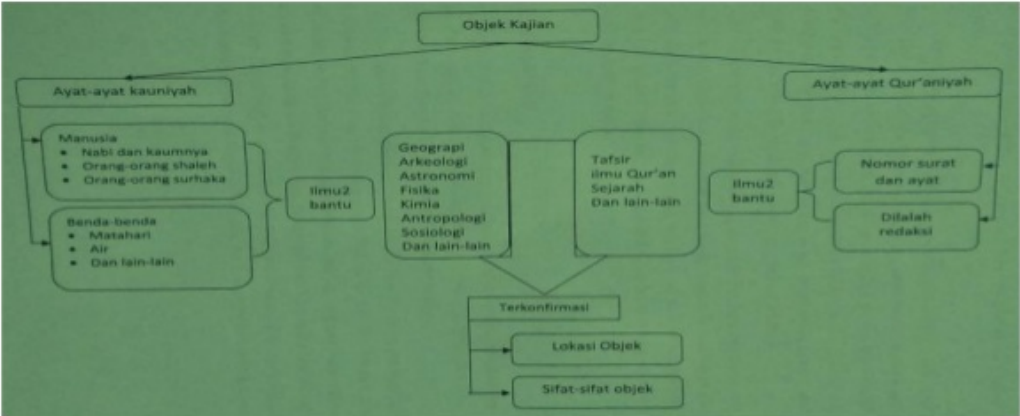 Objek Kajian
Ayat-ayat kauniyah
Ayat-ayat Qur'aniyah
Manusia
• Nabi dan kaumnya
• Orang-orang shaleh
• Orang-orang surhaka
Benda-benda
• Matahari
• Air
• Dan lain-lain
Ilmu2
bantu
Geograpi
Arkeologi
Astronomi
Fisika
Kimia
Antropologi
Sosiologi
Dan lain-lain
Tafsir
ilmu Qur'an
Sejarah
Dan lain-lain
Ilmu2
bantu
Nomor surat
dan ayat
Dilalah
redaksi
Terkonfirmasi
Lokasi Objek
Sifat-sifat objek